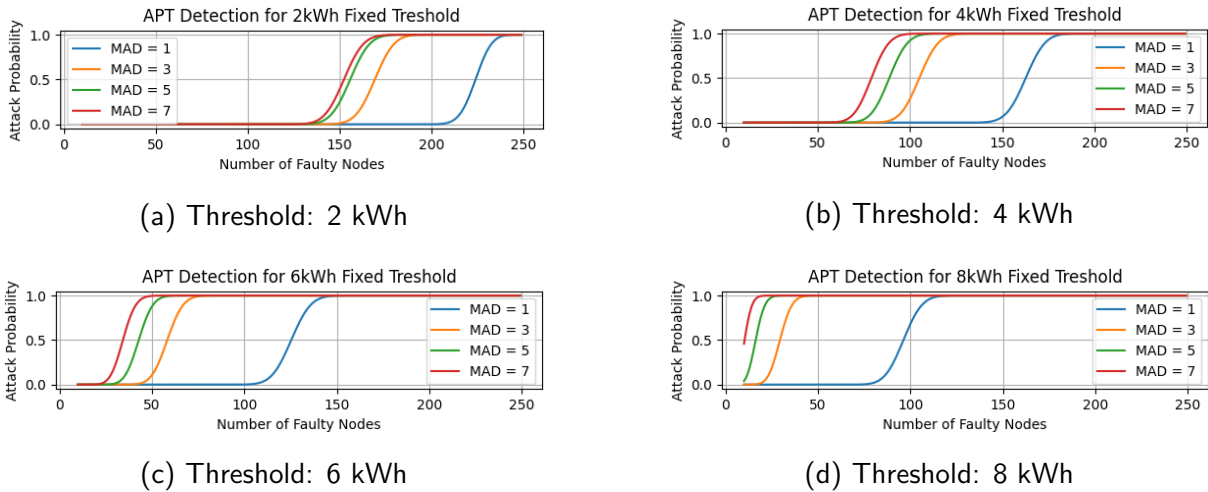 APT Detection for 2kWh Fixed Treshold
Attack Probability
1.0
0.5
0.0
MAD = 1
MAD = 3
MAD = 5
MAD = 7
0 50 100 150 200 250
Number of Faulty Nodes
(a) Threshold: 2 kWh
APT Detection for 4kWh Fixed Treshold
Attack Probability
1.0
0.5
0.0
MAD = 1
MAD = 3
MAD = 5
MAD = 7
0 50 100 150 200 250
Number of Faulty Nodes
(b) Threshold: 4 kWh
APT Detection for 6kWh Fixed Treshold
Attack Probability
1.0
0.5
0.0
MAD = 1
MAD = 3
MAD = 5
MAD = 7
0 50 100 150 200 250
Number of Faulty Nodes
(c) Threshold: 6 kWh
APT Detection for 8kWh Fixed Treshold
Attack Probability
1.0
0.5
0.0
MAD = 1
MAD = 3
MAD = 5
MAD = 7
0 50 100 150 200 250
Number of Faulty Nodes
(d) Threshold: 8 kWh